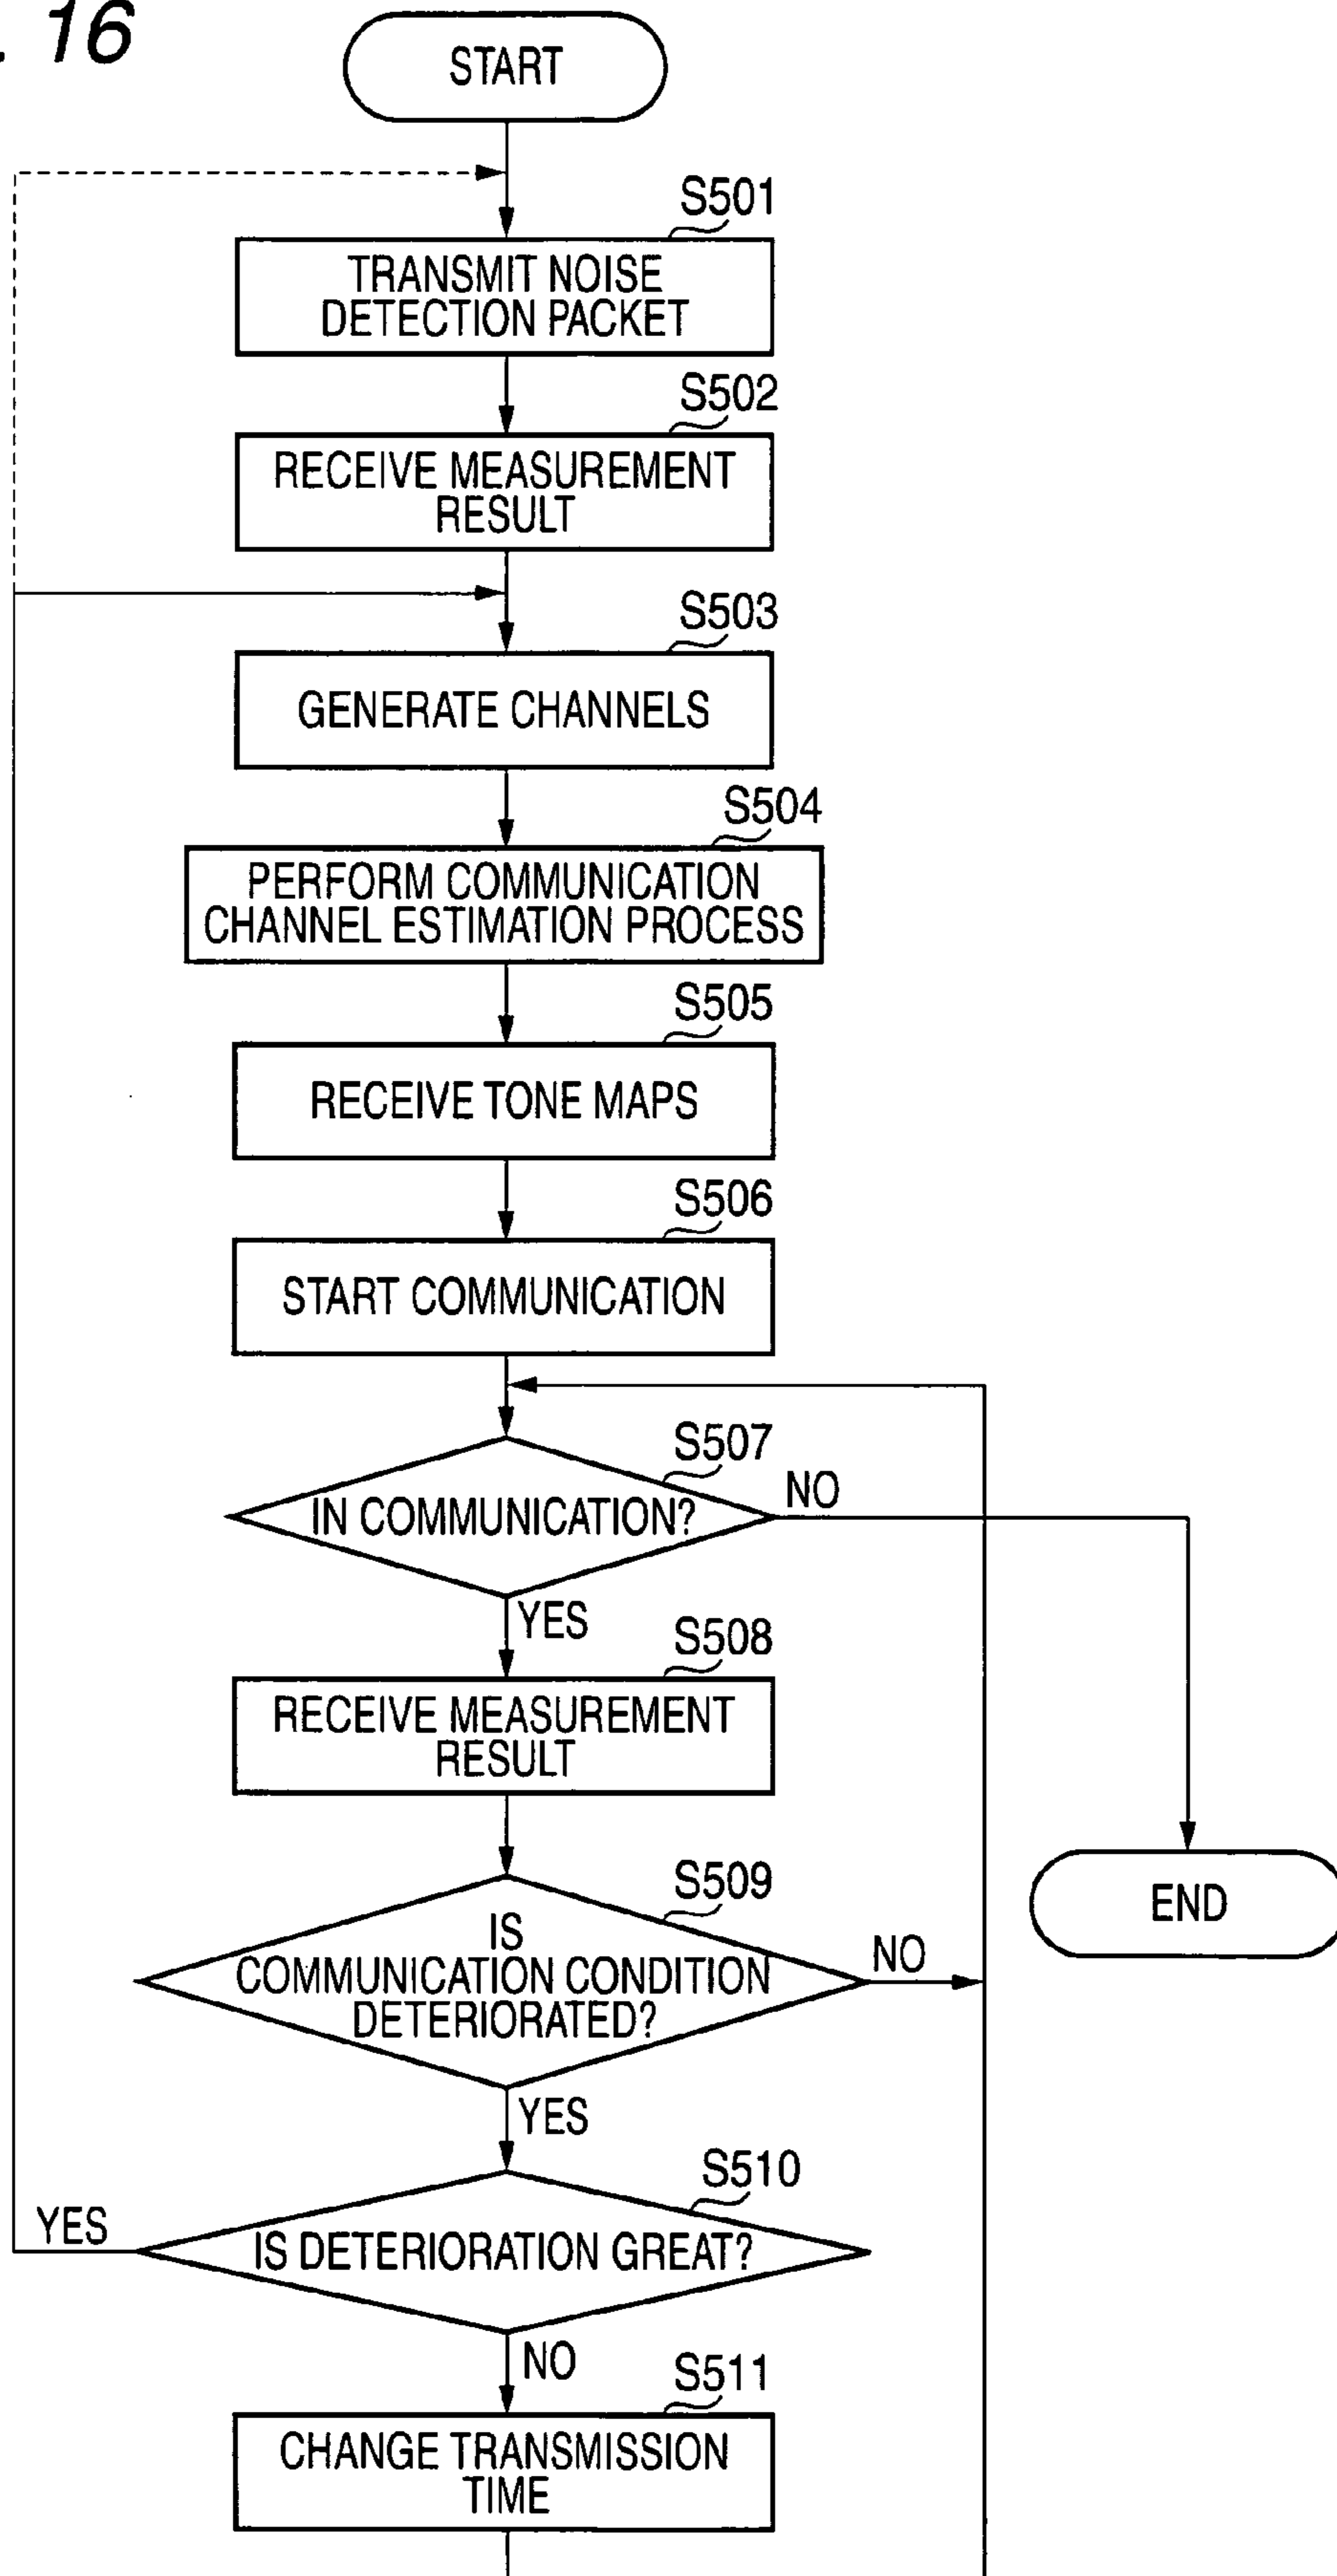 . 16
START
S501
TRANSMIT NOISE
DETECTION PACKET
S502
RECEIVE MEASUREMENT
RESULT
S503
GENERATE CHANNELS
S504
PERFORM COMMUNICATION
CHANNEL ESTIMATION PROCESS
S505
RECEIVE TONE MAPS
S506
START COMMUNICATION
S507
IN COMMUNICATION?
NO
YES
S508
RECEIVE MEASUREMENT
RESULT
S509
IS
COMMUNICATION CONDITION
DETERIORATED?
NO
END
YES
S510
YES
IS DETERIORATION GREAT?
NO
S511
CHANGE TRANSMISSION
TIME